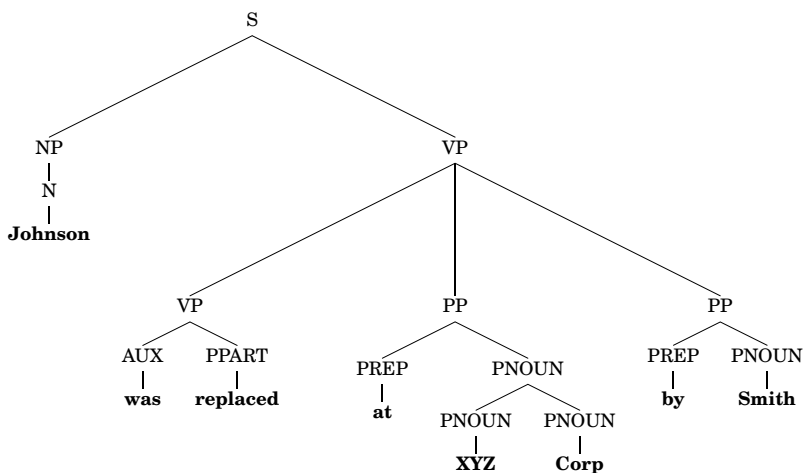 S
NP VP
N
Johnson
VP PP PP
AUX PPART PREP PNOUN PREP PNOUN
was replaced at PNOUN PNOUN by Smith
XYZ Corp